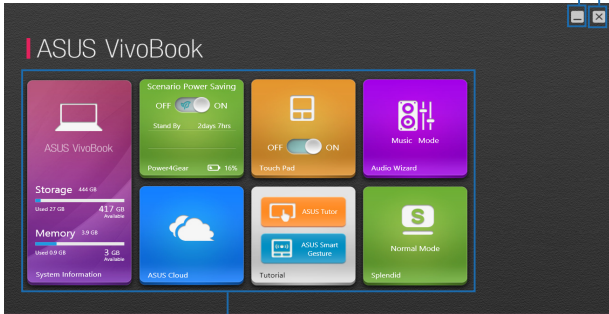 ASUS VivoBook
ASUS VivoBook
Storage 444 GB
Used 27 GB 417 GB
Available
Memory 3.9 GB
Used 0.9 GB 3 GB
Available
System Information
Scenario Power Saving
OFF ON
Stand By 2days 7hrs
Power4Gear 16%
OFF ON
Touch Pad
Music Mode
Audio Wizard
ASUS Cloud
ASUS Tutor
ASUS Smart
Gesture
Tutorial
S
Normal Mode
Splendid